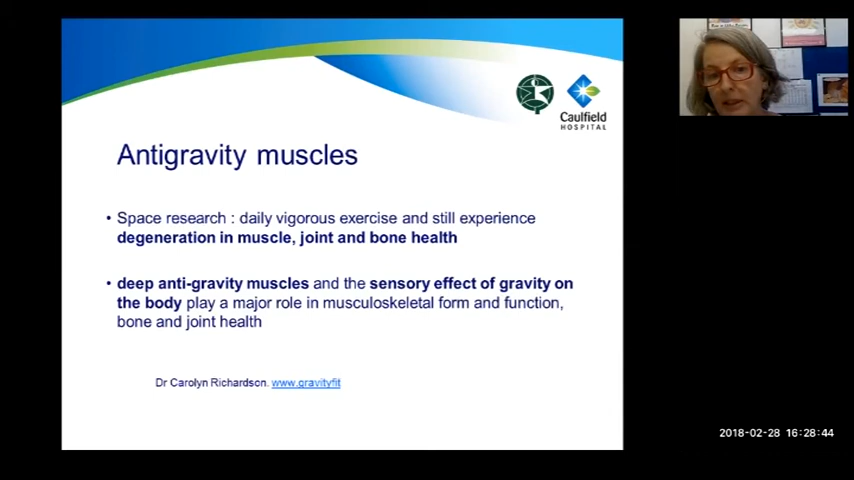 Caulfield
HOSPITAL
Antigravity muscles
• Space research : daily vigorous exercise and still experience
degeneration in muscle, joint and bone health
• deep anti-gravity muscles and the sensory effect of gravity on
the body play a major role in musculoskeletal form and function,
bone and joint health
Dr Carolyn Richardson. www.gravityfit
2018-02-28 16:28:44